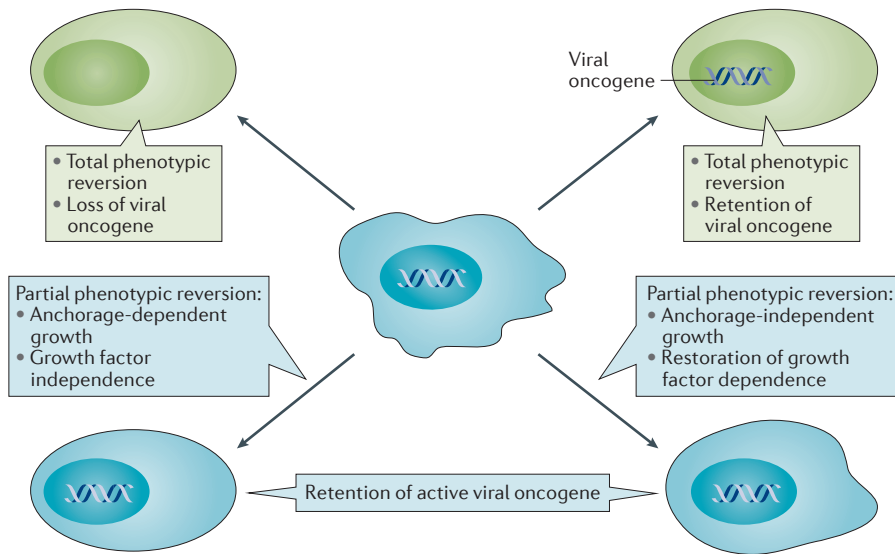 Viral
oncogene
• Total phenotypic
reversion
• Loss of viral
oncogene
• Total phenotypic
reversion
• Retention of
viral oncogene
Partial phenotypic reversion:
• Anchorage-dependent
growth
• Growth factor
independence
Partial phenotypic reversion:
• Anchorage-independent
growth
• Restoration of growth
factor dependence
Retention of active viral oncogene